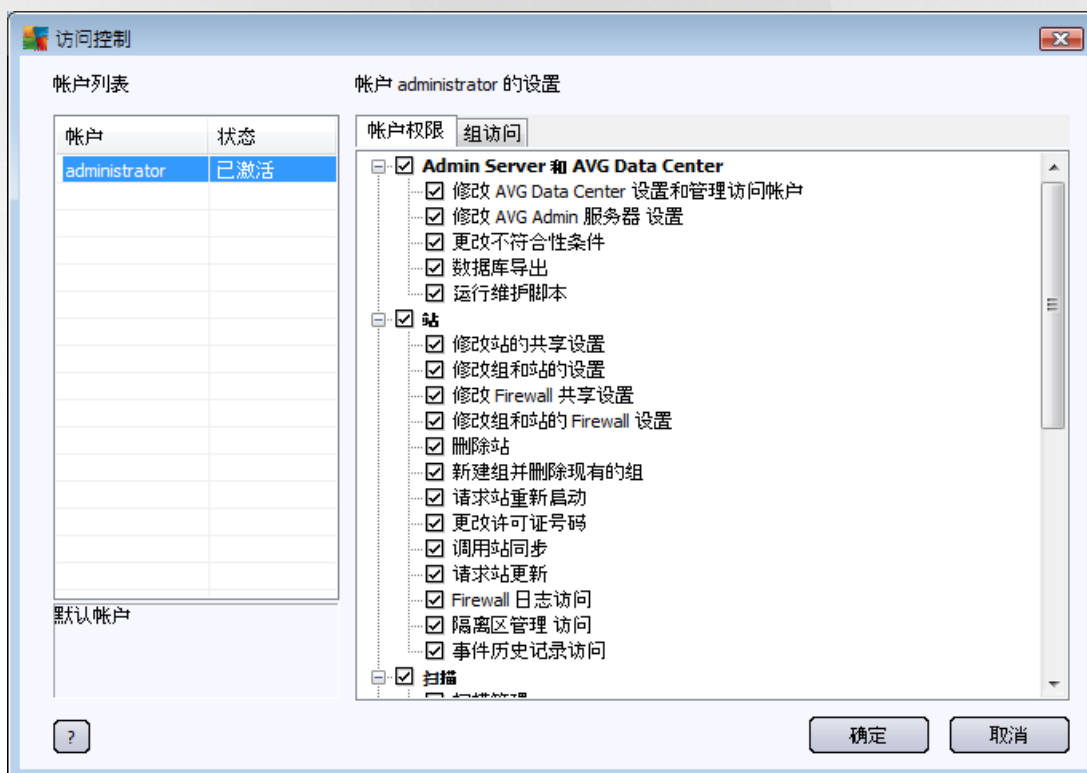 访问控制
帐户列表
帐户 administrator 的设置
帐户 状态
administrator 已激活
默认帐户
帐户权限 组访问
Admin Server 和 AVG Data Center
修改 AVG Data Center 设置和管理访问帐户
修改 AVG Admin 服务器 设置
更改不符合性条件
数据库导出
运行维护脚本
站
修改站的共享设置
修改组和站的设置
修改 Firewall 共享设置
修改组和站的 Firewall 设置
删除站
新建组并删除现有的组
请求站重新启动
更改许可证号码
调用站同步
请求站更新
Firewall 日志访问
隔离区管理 访问
事件历史记录访问
扫描
?
确定
取消